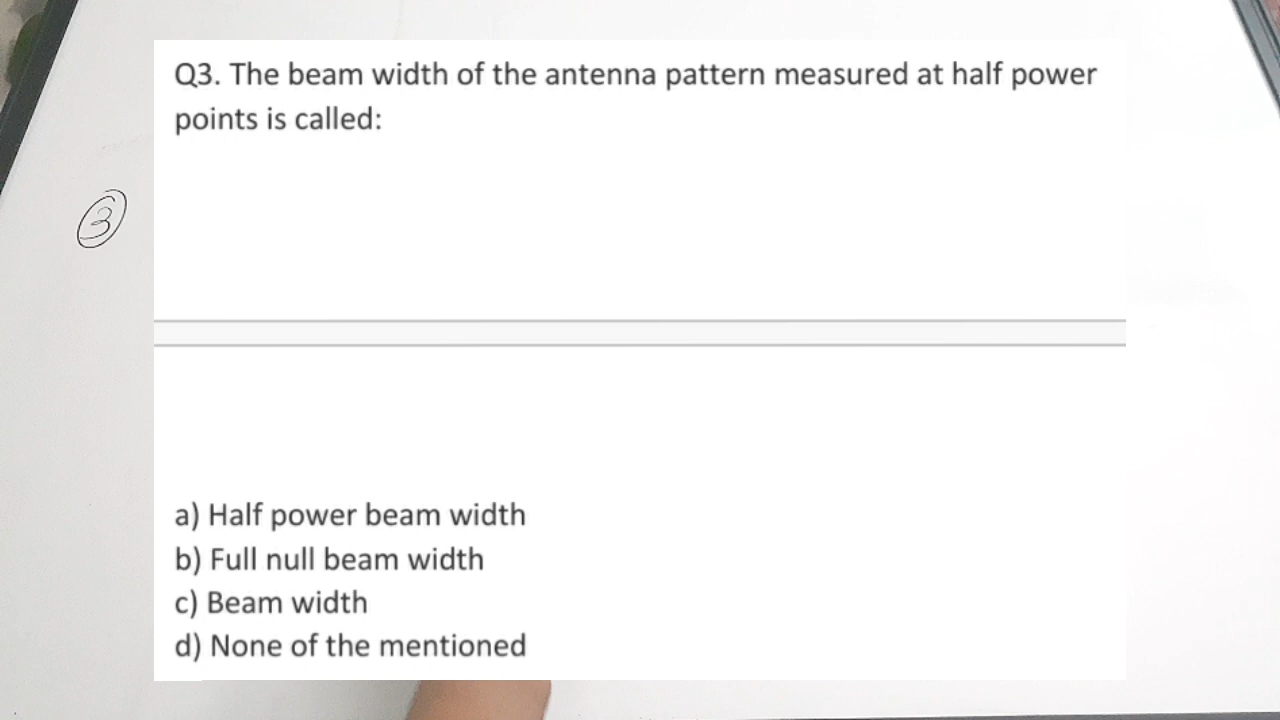 Q3. The beam width of the antenna pattern measured at half power
points is called:
3
a) Half power beam width
b) Full null beam width
c) Beam width
d) None of the mentioned